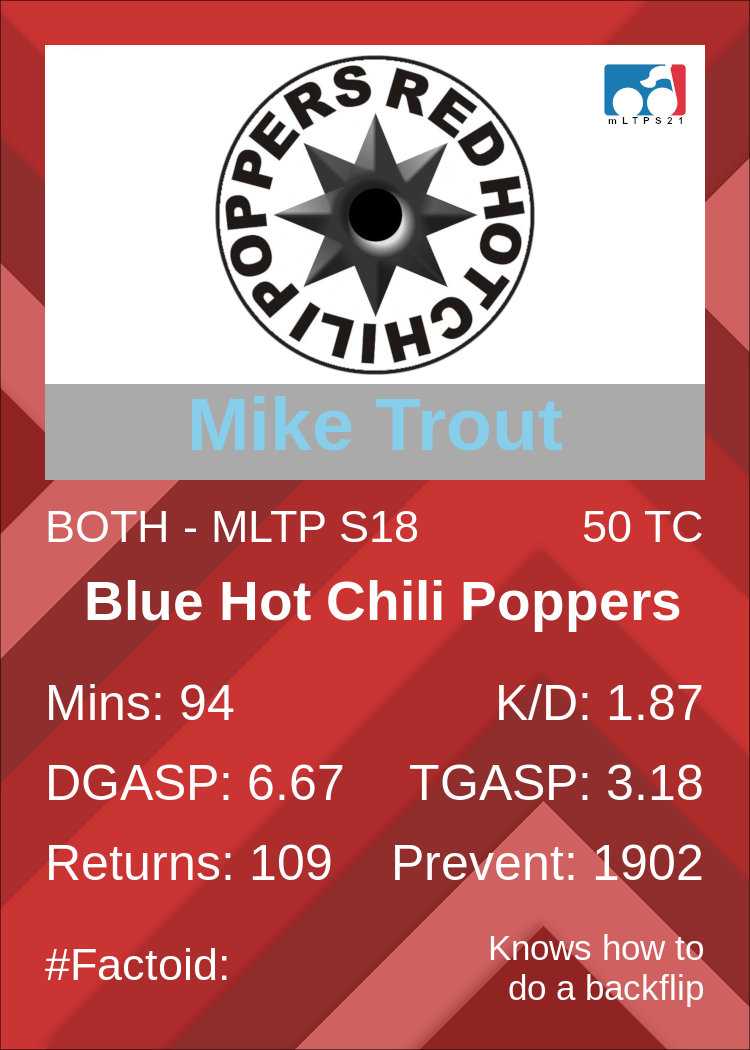 RED HOT CHILI POPPERS
mLTPS21
Mike Trout
BOTH - MLTP S18
50 TC
Blue Hot Chili Poppers
Mins: 94
K/D: 1.87
DGASP: 6.67
TGASP: 3.18
Returns: 109
Prevent: 1902
#Factoid:
Knows how to
do a backflip